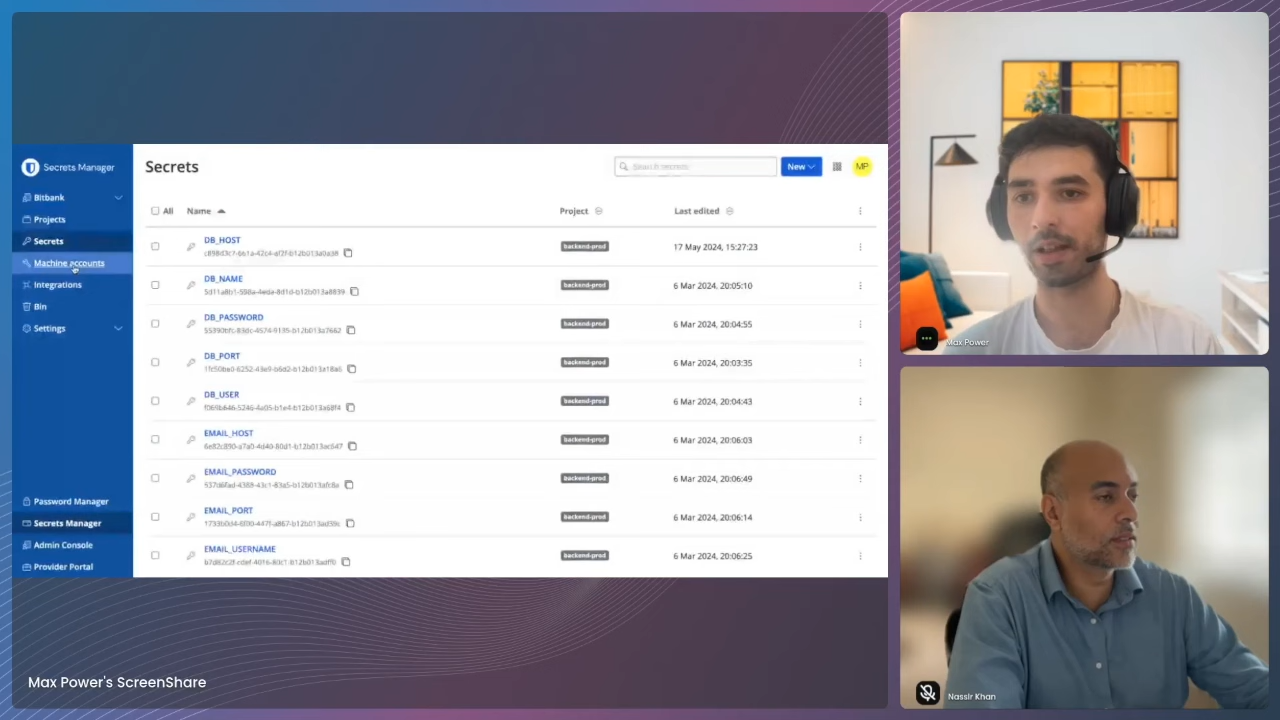 Secrets Manager
Bitbank
Projects
Secrets
Machine accounts
Integrations
Bin
Settings
Password Manager
Secrets Manager
Admin Console
Provider Portal
Secrets
Search secrets
New
MP
All Name Project Last edited
DB_HOST
backend-prod
17 May 2024, 15:27:23
DB_NAME
backend-prod
6 Mar 2024, 20:05:10
DB_PASSWORD
backend-prod
6 Mar 2024, 20:04:55
DB_PORT
backend-prod
6 Mar 2024, 20:03:35
DB_USER
backend-prod
6 Mar 2024, 20:04:43
EMAIL_HOST
backend-prod
6 Mar 2024, 20:06:03
EMAIL_PASSWORD
backend-prod
6 Mar 2024, 20:06:49
EMAIL_PORT
backend-prod
6 Mar 2024, 20:06:14
EMAIL_USERNAME
backend-prod
6 Mar 2024, 20:06:25
Max Power's ScreenShare
Max Power
Nassir Khan